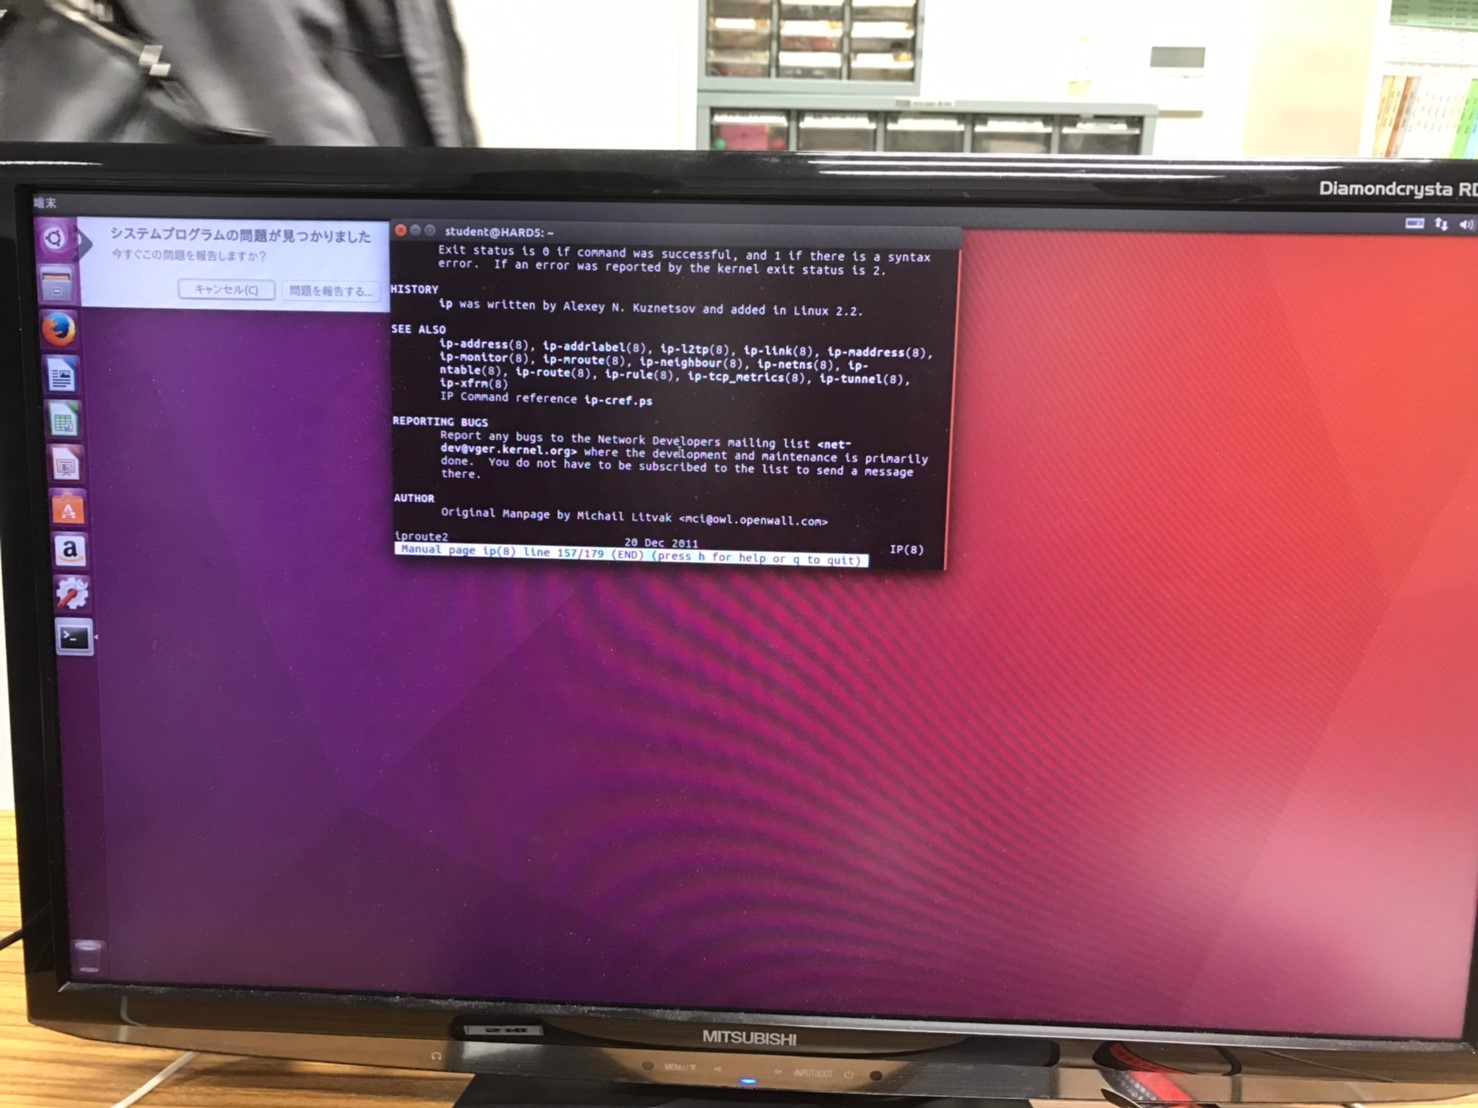 Diamondcrysta RD
端末
システムプログラムの問題が見つかりました
今すぐこの問題を報告しますか？
キャンセル(C)
問題を報告する...
student@HARD5: ~
Exit status is 0 if command was successful, and 1 if there is a syntax
error.  If an error was reported by the kernel exit status is 2.
HISTORY
ip was written by Alexey N. Kuznetsov and added in Linux 2.2.
SEE ALSO
ip-address(8), ip-addrlabel(8), ip-l2tp(8), ip-link(8), ip-maddress(8),
ip-monitor(8), ip-mroute(8), ip-neighbour(8), ip-netns(8), ip-
ntable(8), ip-route(8), ip-rule(8), ip-tcp_metrics(8), ip-tunnel(8),
ip-xfrm(8)
IP Command reference ip-cref.ps
REPORTING BUGS
Report any bugs to the Network Developers mailing list <net-
dev@vger.kernel.org> where the development and maintenance is primarily
done.  You do not have to be subscribed to the list to send a message
there.
AUTHOR
Original Manpage by Michail Litvak <mci@owl.openwall.com>
iproute2 20 Dec 2011 IP(8)
Manual page ip(8) line 157/179 (END) (press h for help or q to quit)
MITSUBISHI
MENU/▼
INPUT/EXIT